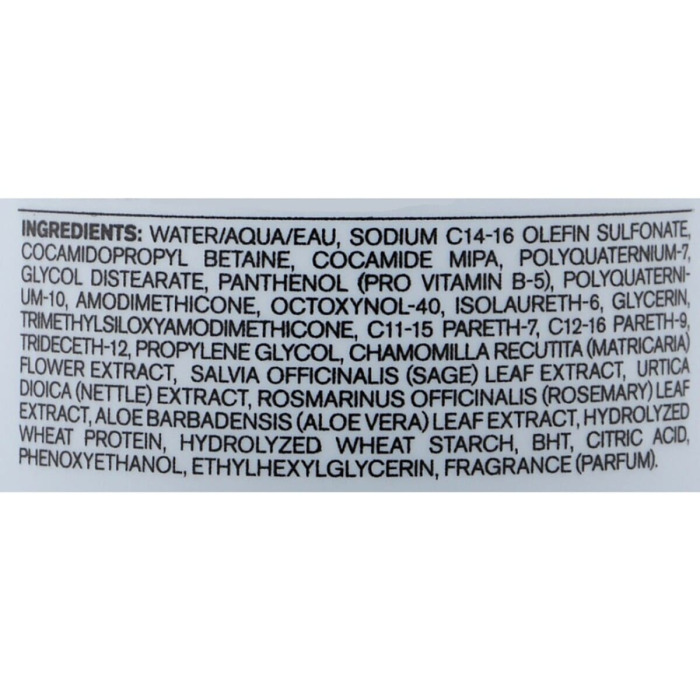 INGREDIENTS: WATER/AQUA/EAU, SODIUM C14-16 OLEFIN SULFONATE,
COCAMIDOPROPYL BETAINE, COCAMIDE MIPA, POLYQUATERNIUM-7,
GLYCOL DISTEARATE, PANTHENOL (PRO VITAMIN B-5), POLYQUATERNI-
UM-10, AMODIMETHICONE, OCTOXYNOL-40, ISOLAURETH-6, GLYCERIN,
TRIMETHYLSILOXYAMODIMETHICONE, C11-15 PARETH-7, C12-16 PARETH-9,
TRIDECETH-12, PROPYLENE GLYCOL, CHAMOMILLA RECUTITA (MATRICARIA)
FLOWER EXTRACT, SALVIA OFFICINALIS (SAGE) LEAF EXTRACT, URTICA
DIOICA (NETTLE) EXTRACT, ROSMARINUS OFFICINALIS (ROSEMARY) LEAF
EXTRACT, ALOE BARBADENSIS (ALOE VERA) LEAF EXTRACT, HYDROLYZED
WHEAT PROTEIN, HYDROLYZED WHEAT STARCH, BHT, CITRIC ACID,
PHENOXYETHANOL, ETHYLHEXYLGLYCERIN, FRAGRANCE (PARFUM).